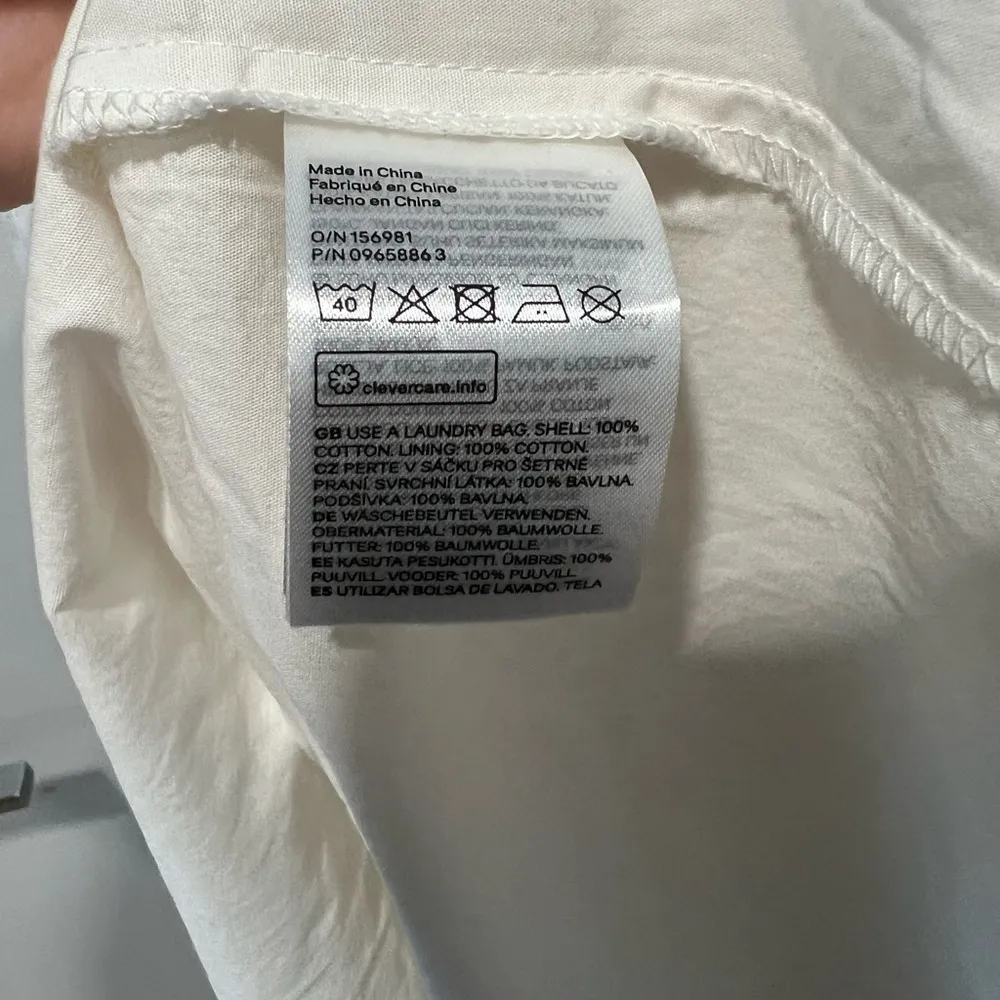 Made in China
Fabriqué en Chine
Hecho en China
O/N 156981
P/N 0965886 3
40
clevercare.info
GB USE A LAUNDRY BAG. SHELL: 100%
COTTON. LINING: 100% COTTON.
CZ PERTE V SÁČKU PRO ŠETRNÉ
PRANÍ. SVRCHNÍ LÁTKA: 100% BAVLNA.
PODŠÍVKA: 100% BAVLNA.
DE WÄSCHEBEUTEL VERWENDEN.
OBERMATERIAL: 100% BAUMWOLLE.
FUTTER: 100% BAUMWOLLE.
EE KASUTA PESUKOTTI. ÜMBRIS: 100%
PUUVILL. VOODER: 100% PUUVILL.
ES UTILIZAR BOLSA DE LAVADO. TELA